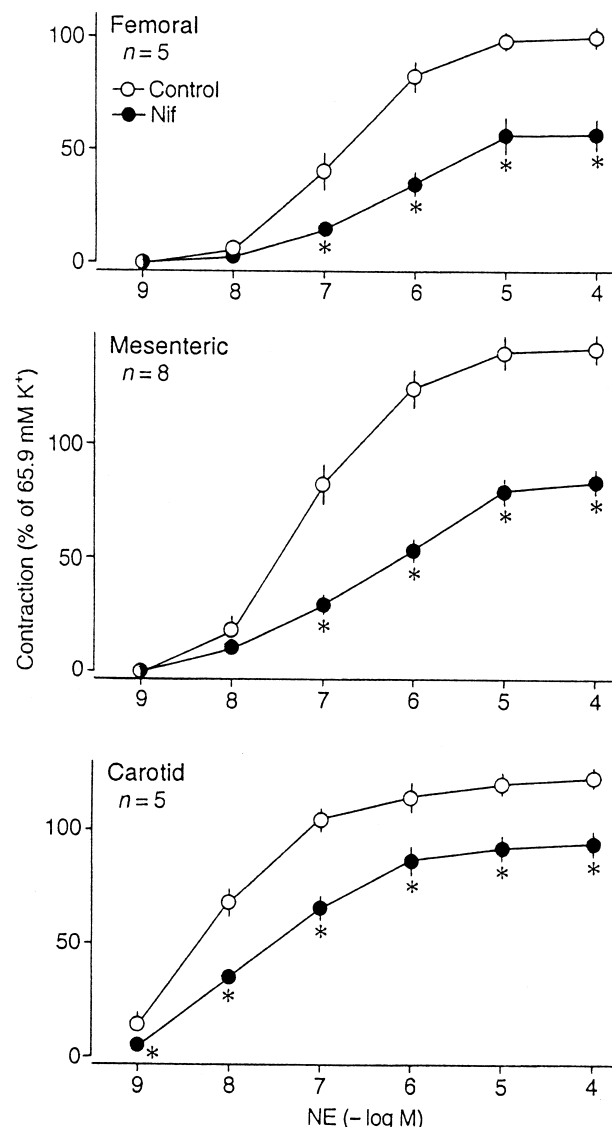 Femoral
n = 5
Control
Nif
100
50
0
9 8 7 6 5 4
*
*
*
*
Mesenteric
n = 8
100
50
0
9 8 7 6 5 4
*
*
*
*
Contraction (% of 65.9 mM K⁺)
Carotid
n = 5
100
50
0
9 8 7 6 5 4
*
*
*
*
*
*
NE (– log M)